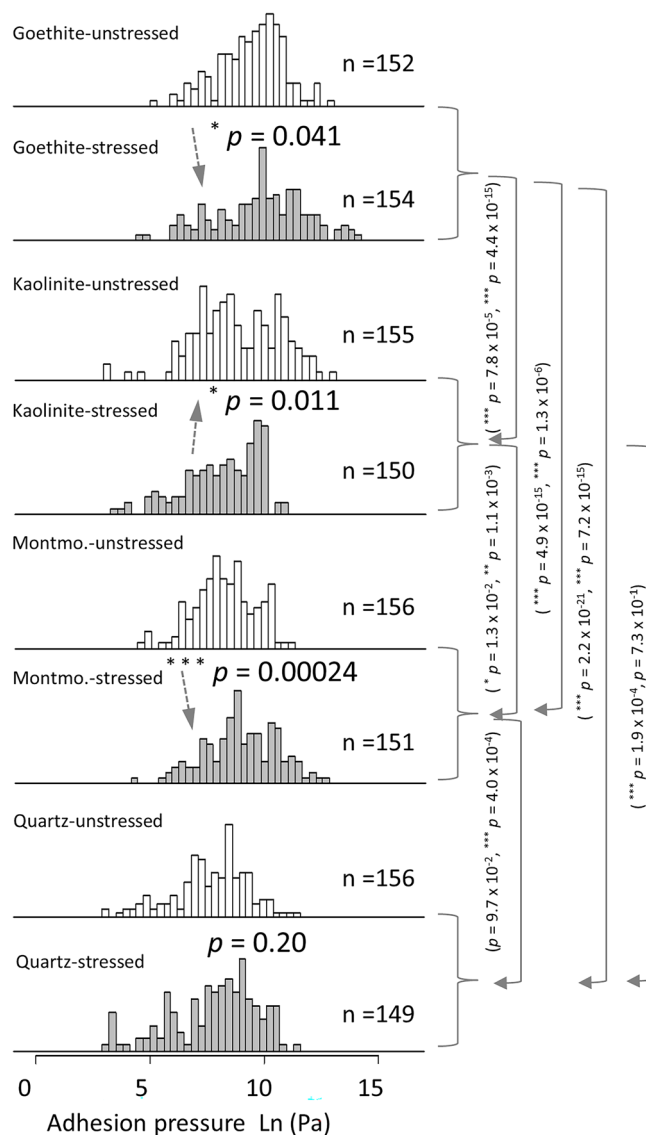 Goethite-unstressed
n =152
* p = 0.041
Goethite-stressed
n =154
Kaolinite-unstressed
n =155
* p = 0.011
Kaolinite-stressed
n =150
Montmo.-unstressed
n =156
* * * p = 0.00024
Montmo.-stressed
n =151
Quartz-unstressed
n =156
p = 0.20
Quartz-stressed
n =149
0 5 10 15
Adhesion pressure Ln (Pa)
( *** p = 7.8 x 10-5, *** p = 4.4 x 10-15)
( * p = 1.3 x 10-2, ** p = 1.1 x 10-3)
(p = 9.7 x 10-2, *** p = 4.0 x 10-4)
( *** p = 4.9 x 10-15, *** p = 1.3 x 10-6)
( *** p = 2.2 x 10-21, *** p = 7.2 x 10-15)
( *** p = 1.9 x 10-4, p = 7.3 x 10-1)